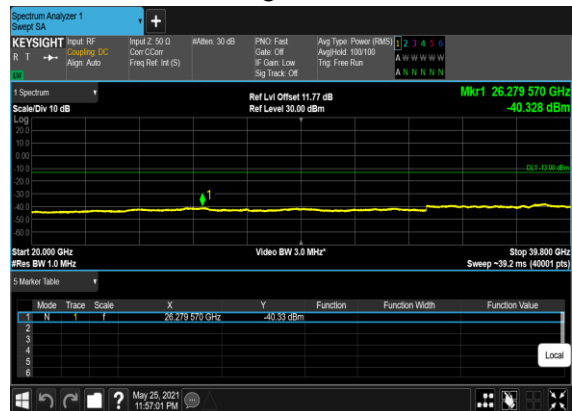 Spectrum Analyzer 1
Swept SA
+
KEYSIGHT Input: RF Input Z: 50 Ω #Atten: 30 dB PNO: Fast Avg Type: Power (RMS) 1 2 3 4 5 6
R T Coupling: DC Corr CCorr Gate: Off Avg|Hold: 100/100 A W W W W W
Align: Auto Freq Ref: Int (S) IF Gain: Low Trig: Free Run
LXI Sig Track: Off A N N N N N
1 Spectrum Ref Lvl Offset 11.77 dB Mkr1 26.279 570 GHz
Scale/Div 10 dB Ref Level 30.00 dBm -40.328 dBm
Log
20.0
10.0
0.00
-10.0 DL1 -13.00 dBm
-20.0
-30.0
1
-40.0
-50.0
-60.0
Start 20.000 GHz Video BW 3.0 MHz* Stop 39.800 GHz
#Res BW 1.0 MHz Sweep ~39.2 ms (40001 pts)
5 Marker Table
Mode Trace Scale X Y Function Function Width Function Value
1 N 1 f 26.279 570 GHz -40.33 dBm
2
3
4
5
6
Local
? May 25, 2021
11:57:01 PM